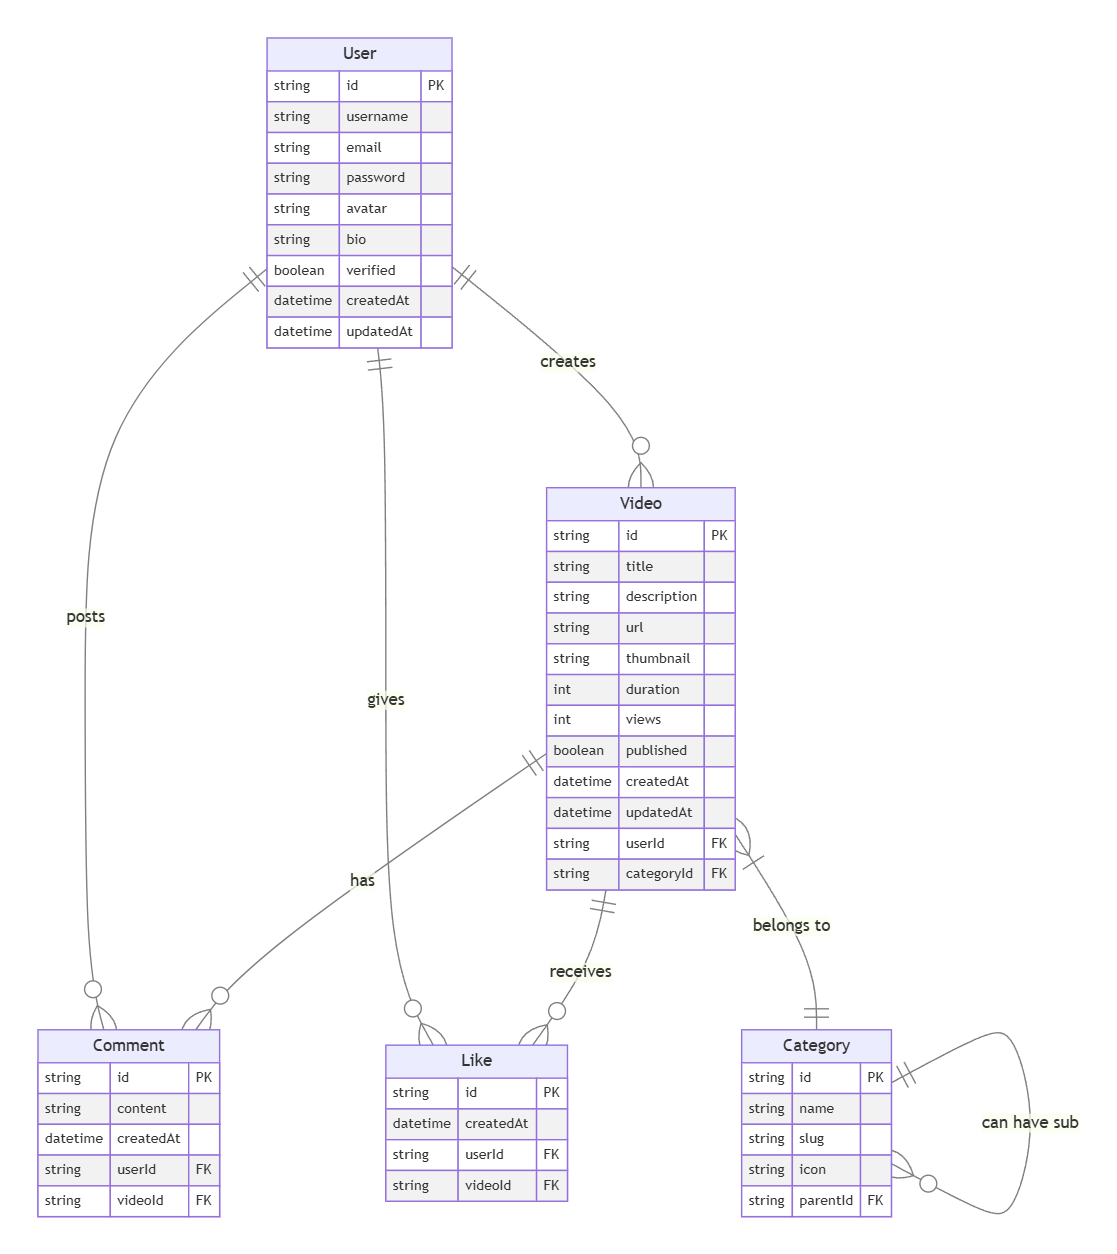 User
string id PK
string username
string email
string password
string avatar
string bio
boolean verified
datetime createdAt
datetime updatedAt
creates
Video
string id PK
string title
string description
string url
string thumbnail
int duration
int views
boolean published
datetime createdAt
datetime updatedAt
string userId FK
string categoryId FK
posts
gives
has
belongs to
receives
Comment
string id PK
string content
datetime createdAt
string userId FK
string videoId FK
Like
string id PK
datetime createdAt
string userId FK
string videoId FK
Category
string id PK
string name
string slug
string icon
string parentId FK
can have sub